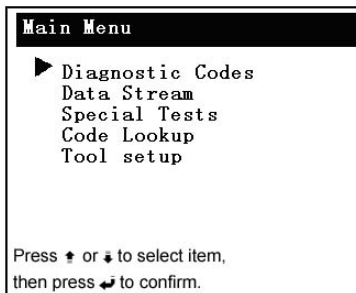 Main Menu
Diagnostic Codes
Data Stream
Special Tests
Code Lookup
Tool setup
Press ⬆ or ⬇ to select item,
then press ↵ to confirm.